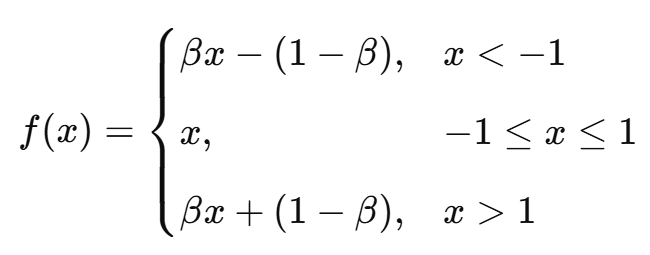 βx − (1 − β), x < −1
f(x) = { x, −1 ≤ x ≤ 1
βx + (1 − β), x > 1